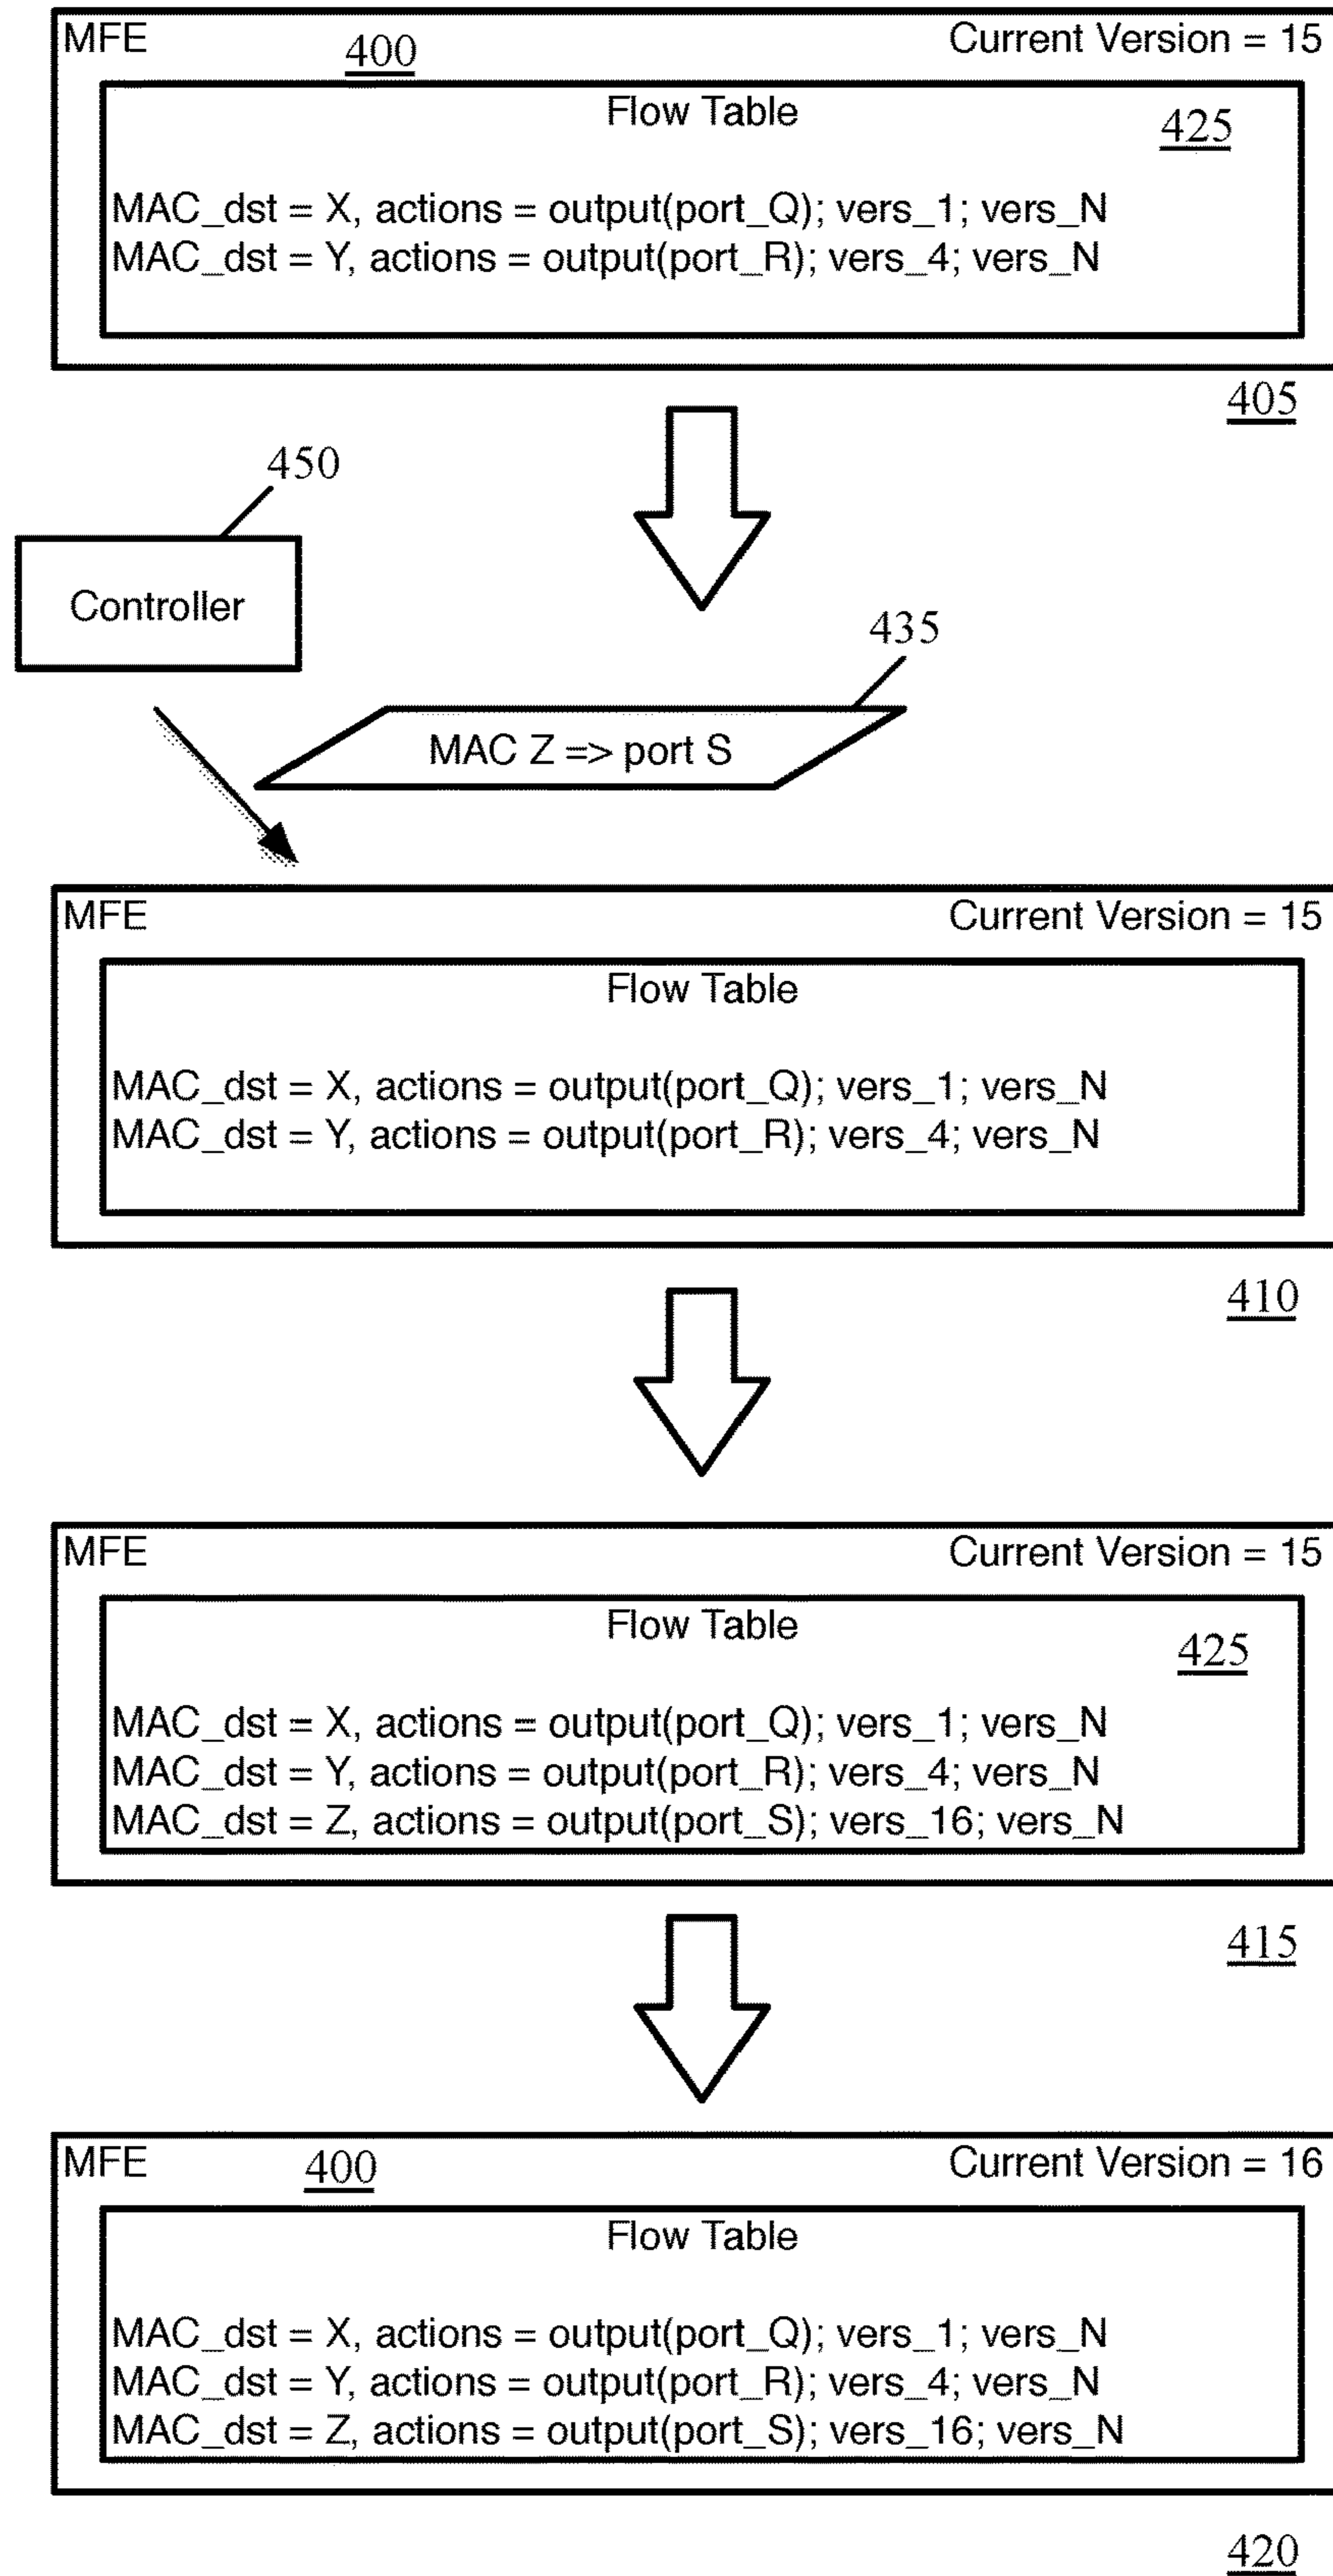 MFE 400 Current Version = 15
Flow Table
425
MAC_dst = X, actions = output(port_Q); vers_1; vers_N
MAC_dst = Y, actions = output(port_R); vers_4; vers_N
405
450
Controller
435
MAC Z => port S
MFE Current Version = 15
Flow Table
MAC_dst = X, actions = output(port_Q); vers_1; vers_N
MAC_dst = Y, actions = output(port_R); vers_4; vers_N
410
MFE Current Version = 15
Flow Table
425
MAC_dst = X, actions = output(port_Q); vers_1; vers_N
MAC_dst = Y, actions = output(port_R); vers_4; vers_N
MAC_dst = Z, actions = output(port_S); vers_16; vers_N
415
MFE 400 Current Version = 16
Flow Table
MAC_dst = X, actions = output(port_Q); vers_1; vers_N
MAC_dst = Y, actions = output(port_R); vers_4; vers_N
MAC_dst = Z, actions = output(port_S); vers_16; vers_N
420